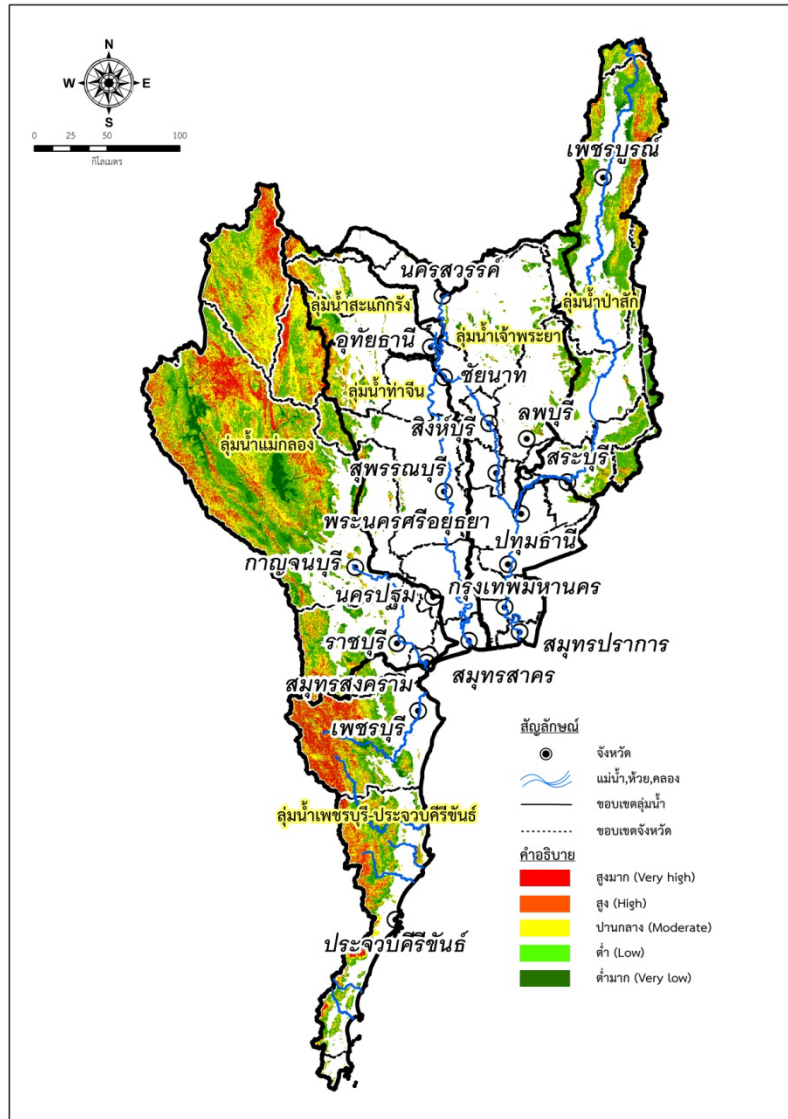 N
W E
S
0 25 50 100
กิโลเมตร
เพชรบูรณ์
นครสวรรค์
ลุ่มน้ำสะแกกรัง
ลุ่มน้ำป่าสัก
อุทัยธานี
ลุ่มน้ำเจ้าพระยา
ชัยนาท
ลุ่มน้ำท่าจีน
ลพบุรี
สิงห์บุรี
ลุ่มน้ำแม่กลอง
สระบุรี
สุพรรณบุรี
พระนครศรีอยุธยา
ปทุมธานี
กาญจนบุรี
นครปฐม
กรุงเทพมหานคร
ราชบุรี
สมุทรปราการ
สมุทรสาคร
สมุทรสงคราม
เพชรบุรี
ลุ่มน้ำเพชรบุรี-ประจวบคีรีขันธ์
ประจวบคีรีขันธ์
สัญลักษณ์
จังหวัด
แม่น้ำ,ห้วย,คลอง
ขอบเขตลุ่มน้ำ
ขอบเขตจังหวัด
คำอธิบาย
สูงมาก (Very high)
สูง (High)
ปานกลาง (Moderate)
ต่ำ (Low)
ต่ำมาก (Very low)